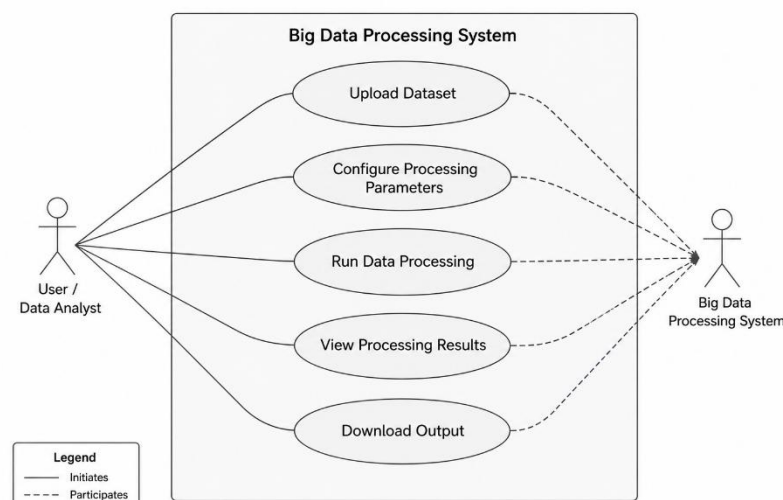 Big Data Processing System
Upload Dataset
Configure Processing
Parameters
Run Data Processing
View Processing Results
Download Output
User /
Data Analyst
Big Data
Processing System
Legend
Initiates
Participates